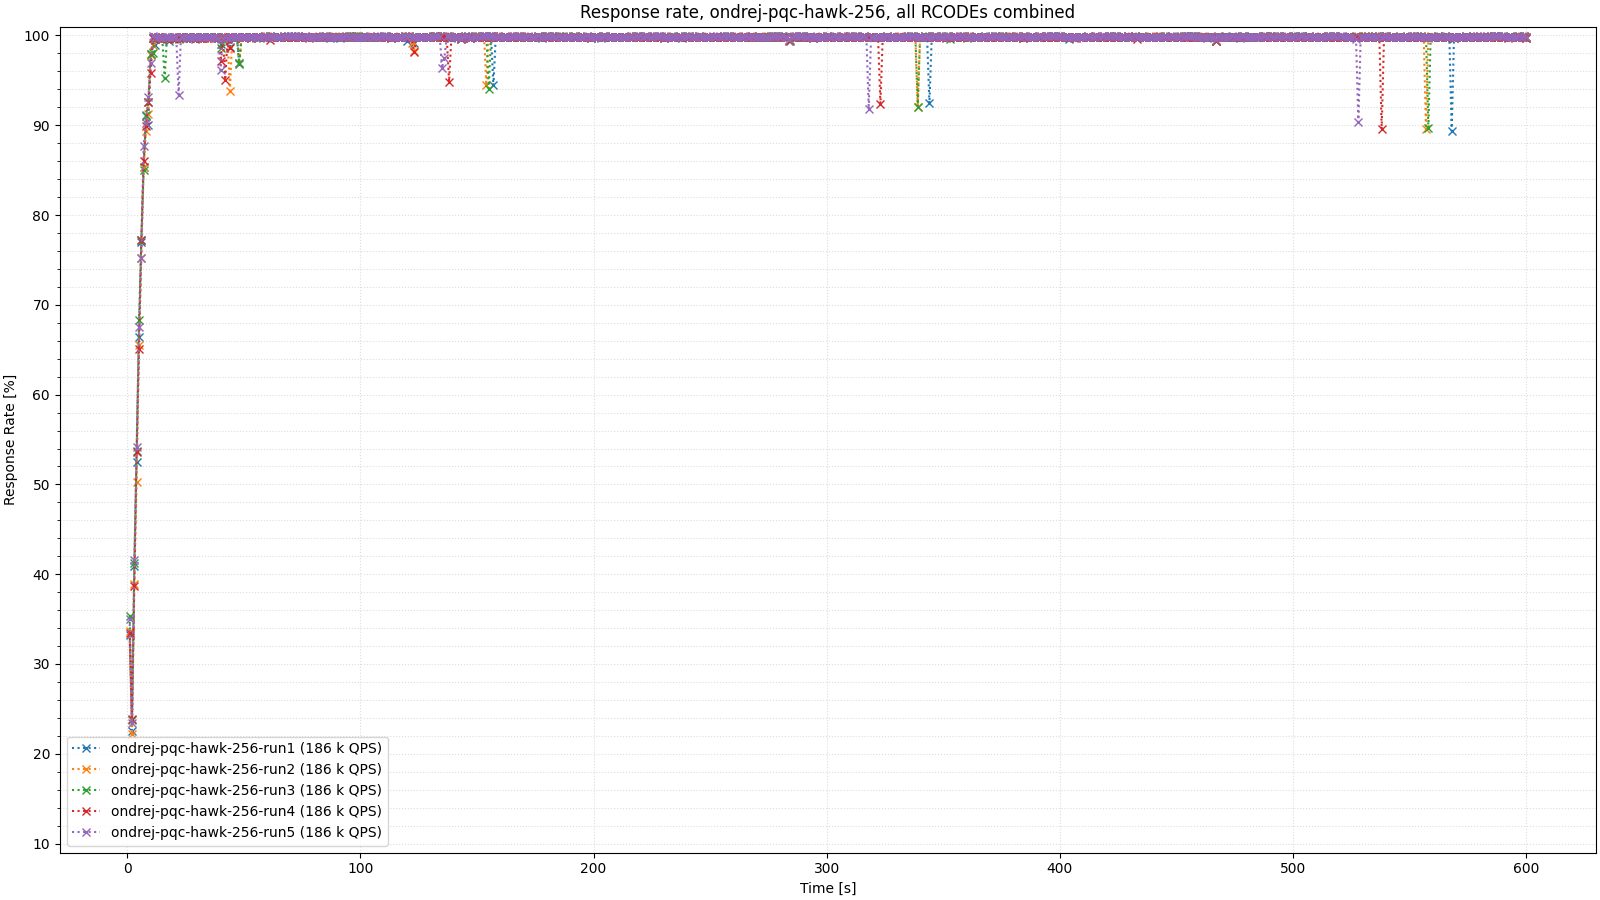 Response rate, ondrej-pqc-hawk-256, all RCODEs combined
Response Rate [%]
100
90
80
70
60
50
40
30
20
10
ondrej-pqc-hawk-256-run1 (186 k QPS)
ondrej-pqc-hawk-256-run2 (186 k QPS)
ondrej-pqc-hawk-256-run3 (186 k QPS)
ondrej-pqc-hawk-256-run4 (186 k QPS)
ondrej-pqc-hawk-256-run5 (186 k QPS)
0 100 200 300 400 500 600
Time [s]